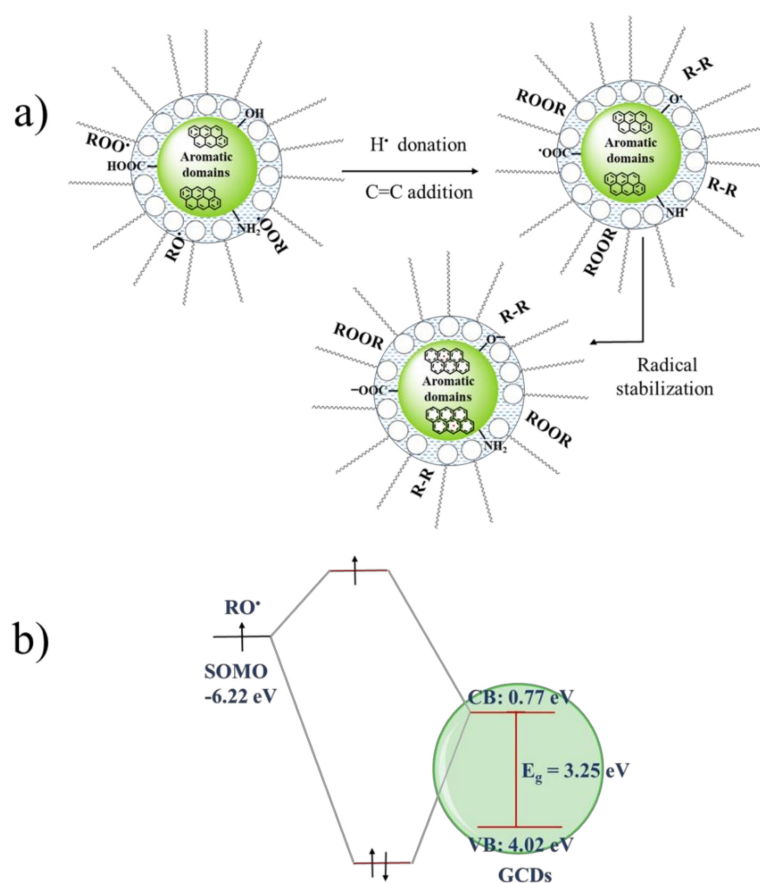 a)
OH
ROO•
HOOC
Aromatic
domains
NH₂
RO•
ROO•
H• donation
C=C addition
R-R
ROOR
O•
•OOC
Aromatic
domains
R-R
NH•
ROOR
Radical
stabilization
R-R
ROOR
O−
−OOC
Aromatic
domains
ROOR
NH₂
R-R
b)
RO•
SOMO
-6.22 eV
CB: 0.77 eV
E_g = 3.25 eV
VB: 4.02 eV
GCDs